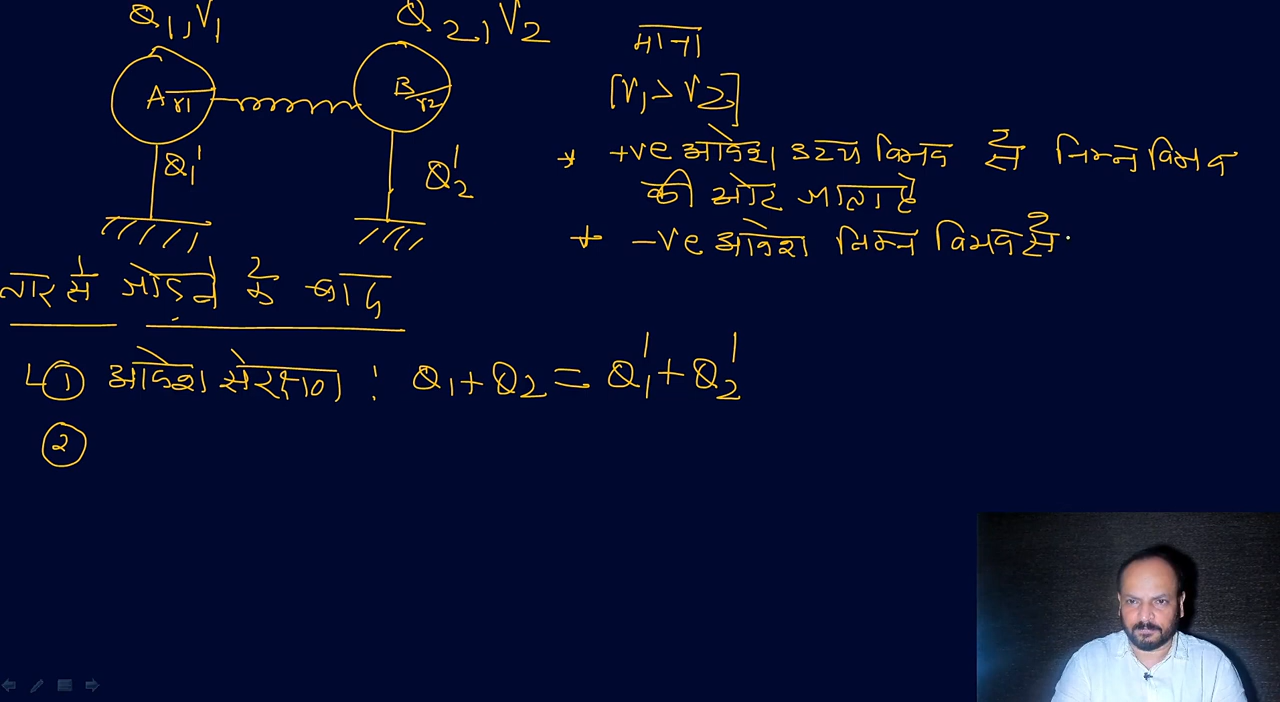 Q1, V1
Q2, V2
A r1
B r2
Q1'
Q2'
माना
[V1 > V2]
* +ve आवेश उच्च विभव से निम्न विभव
की ओर जाता है
* -ve आवेश निम्न विभव से
तार से जोड़ने के बाद
① आवेश संरक्षण : Q1 + Q2 = Q1' + Q2'
②